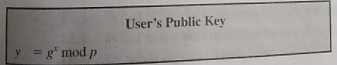 User's Public Key
y = g^x mod p